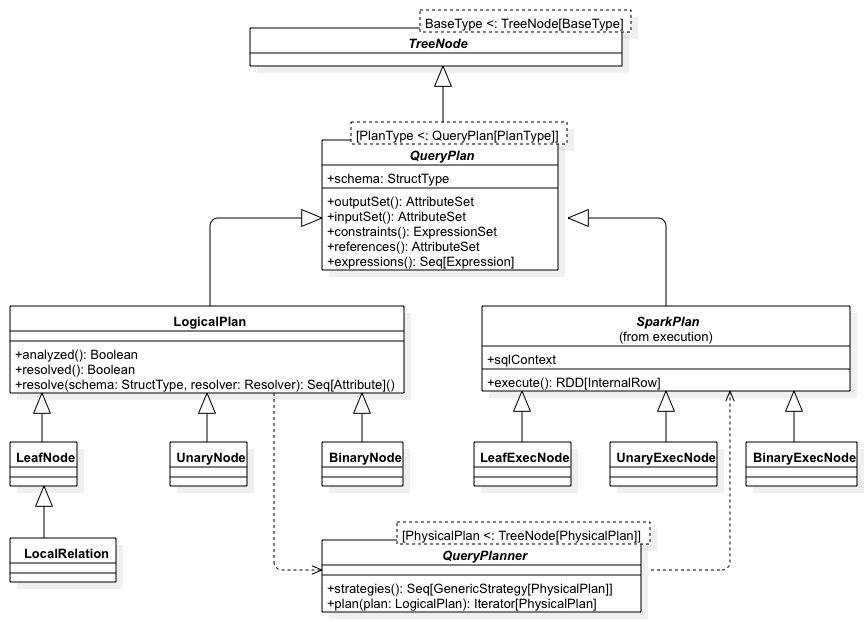 BaseType <: TreeNode[BaseType]
TreeNode
[PlanType <: QueryPlan[PlanType]]
QueryPlan
+schema: StructType
+outputSet(): AttributeSet
+inputSet(): AttributeSet
+constraints(): ExpressionSet
+references(): AttributeSet
+expressions(): Seq[Expression]
LogicalPlan
+analyzed(): Boolean
+resolved(): Boolean
+resolve(schema: StructType, resolver: Resolver): Seq[Attribute]()
SparkPlan
(from execution)
+sqlContext
+execute(): RDD[InternalRow]
LeafNode
UnaryNode
BinaryNode
LeafExecNode
UnaryExecNode
BinaryExecNode
LocalRelation
[PhysicalPlan <: TreeNode[PhysicalPlan]]
QueryPlanner
+strategies(): Seq[GenericStrategy[PhysicalPlan]]
+plan(plan: LogicalPlan): Iterator[PhysicalPlan]